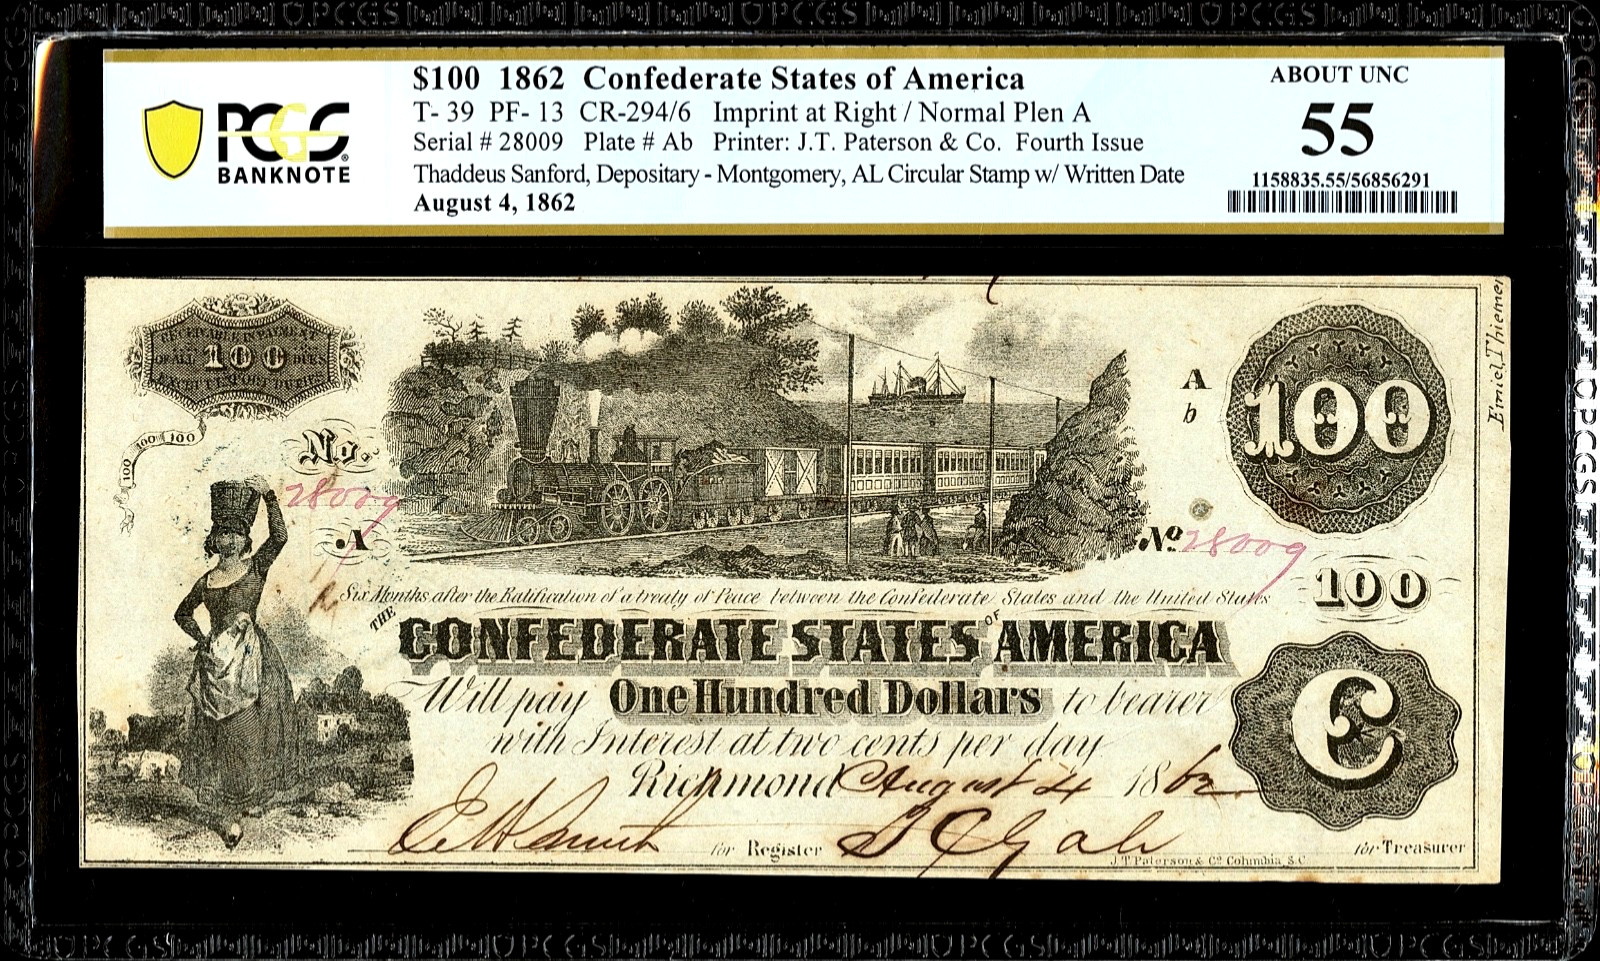 $100 1862 Confederate States of America
T- 39 PF- 13 CR-294/6 Imprint at Right / Normal Plen A
Serial # 28009 Plate # Ab Printer: J.T. Paterson & Co. Fourth Issue
Thaddeus Sanford, Depositary - Montgomery, AL Circular Stamp w/ Written Date
August 4, 1862
PCGS
BANKNOTE
ABOUT UNC
55
1158835.55/56856291
100
100 100 100
No.
28009
A
A
b
100
No 28009
100
Six Months after the Ratification of a treaty of Peace between the Confederate States and the United States
THE CONFEDERATE STATES OF AMERICA
Will pay One Hundred Dollars to bearer
with Interest at two cents per day.
Richmond August 4 1862
C
for Register
for Treasurer
J T Paterson & Co Columbia, S.C